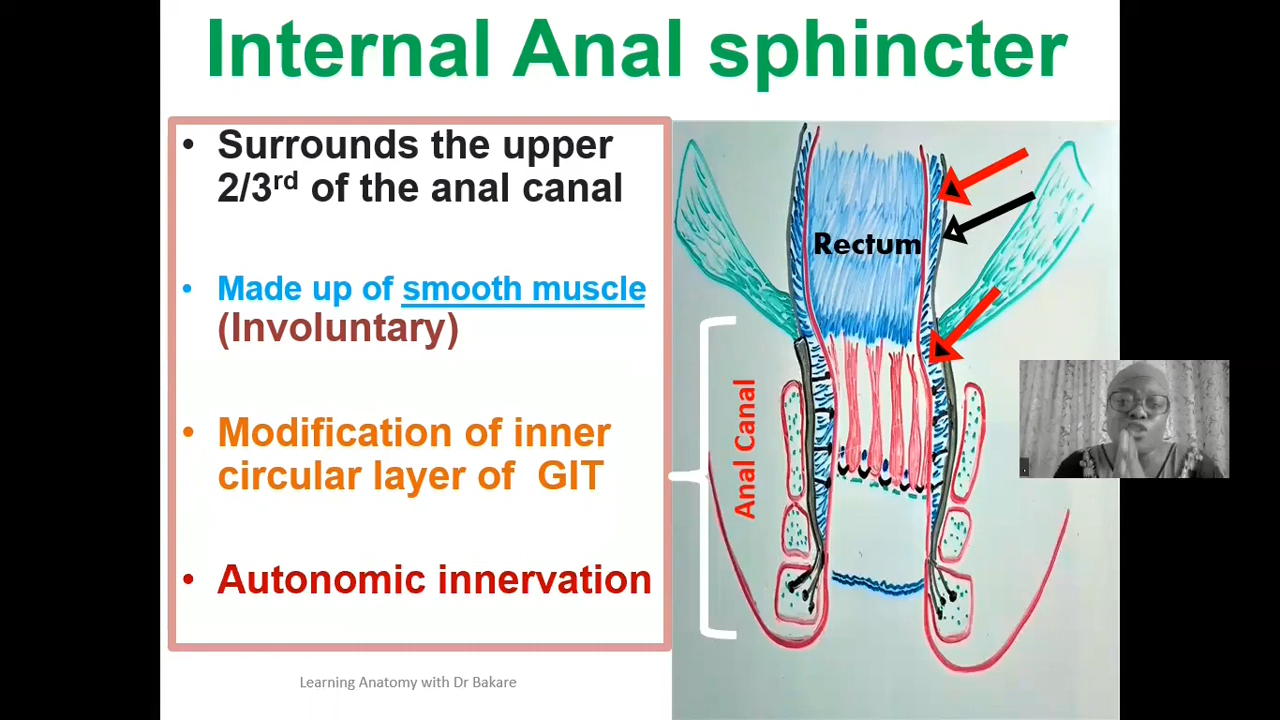 Internal Anal sphincter
• Surrounds the upper
2/3rd of the anal canal
• Made up of smooth muscle
(Involuntary)
• Modification of inner
circular layer of GIT
• Autonomic innervation
Rectum
Anal Canal
Learning Anatomy with Dr Bakare